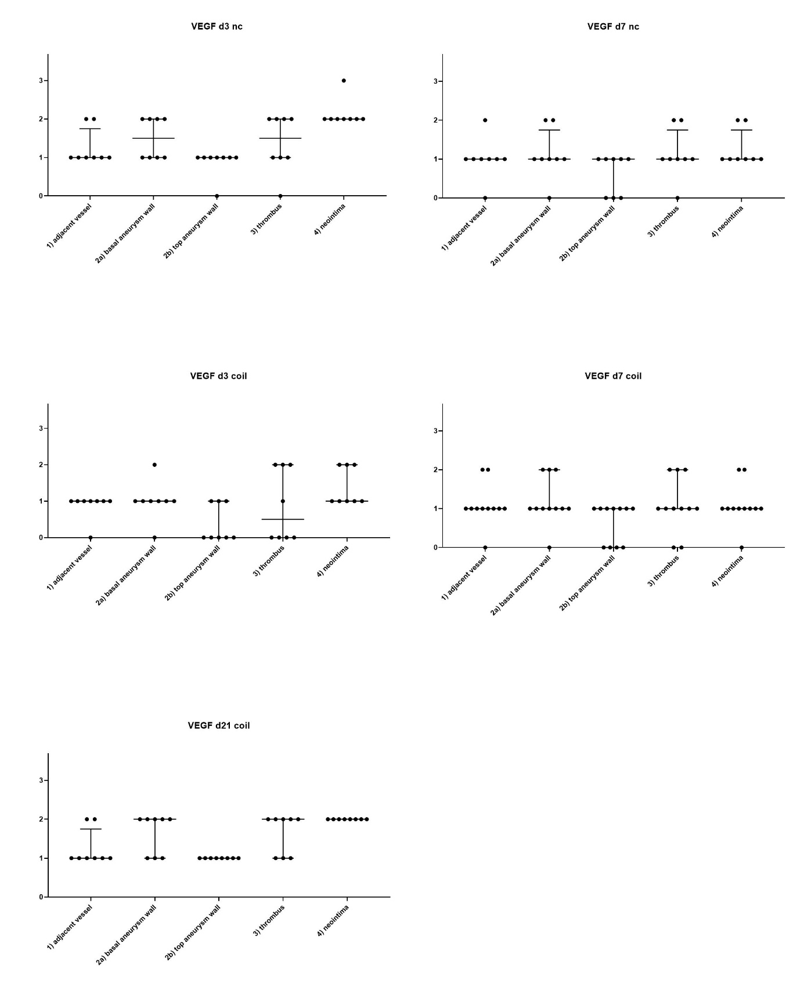 VEGF d3 nc
3
2
1
0
1) adjacent vessel
2a) basal aneurysm wall
2b) top aneurysm wall
3) thrombus
4) neointima
VEGF d7 nc
3
2
1
0
1) adjacent vessel
2a) basal aneurysm wall
2b) top aneurysm wall
3) thrombus
4) neointima
VEGF d3 coil
3
2
1
0
1) adjacent vessel
2a) basal aneurysm wall
2b) top aneurysm wall
3) thrombus
4) neointima
VEGF d7 coil
3
2
1
0
1) adjacent vessel
2a) basal aneurysm wall
2b) top aneurysm wall
3) thrombus
4) neointima
VEGF d21 coil
3
2
1
0
1) adjacent vessel
2a) basal aneurysm wall
2b) top aneurysm wall
3) thrombus
4) neointima